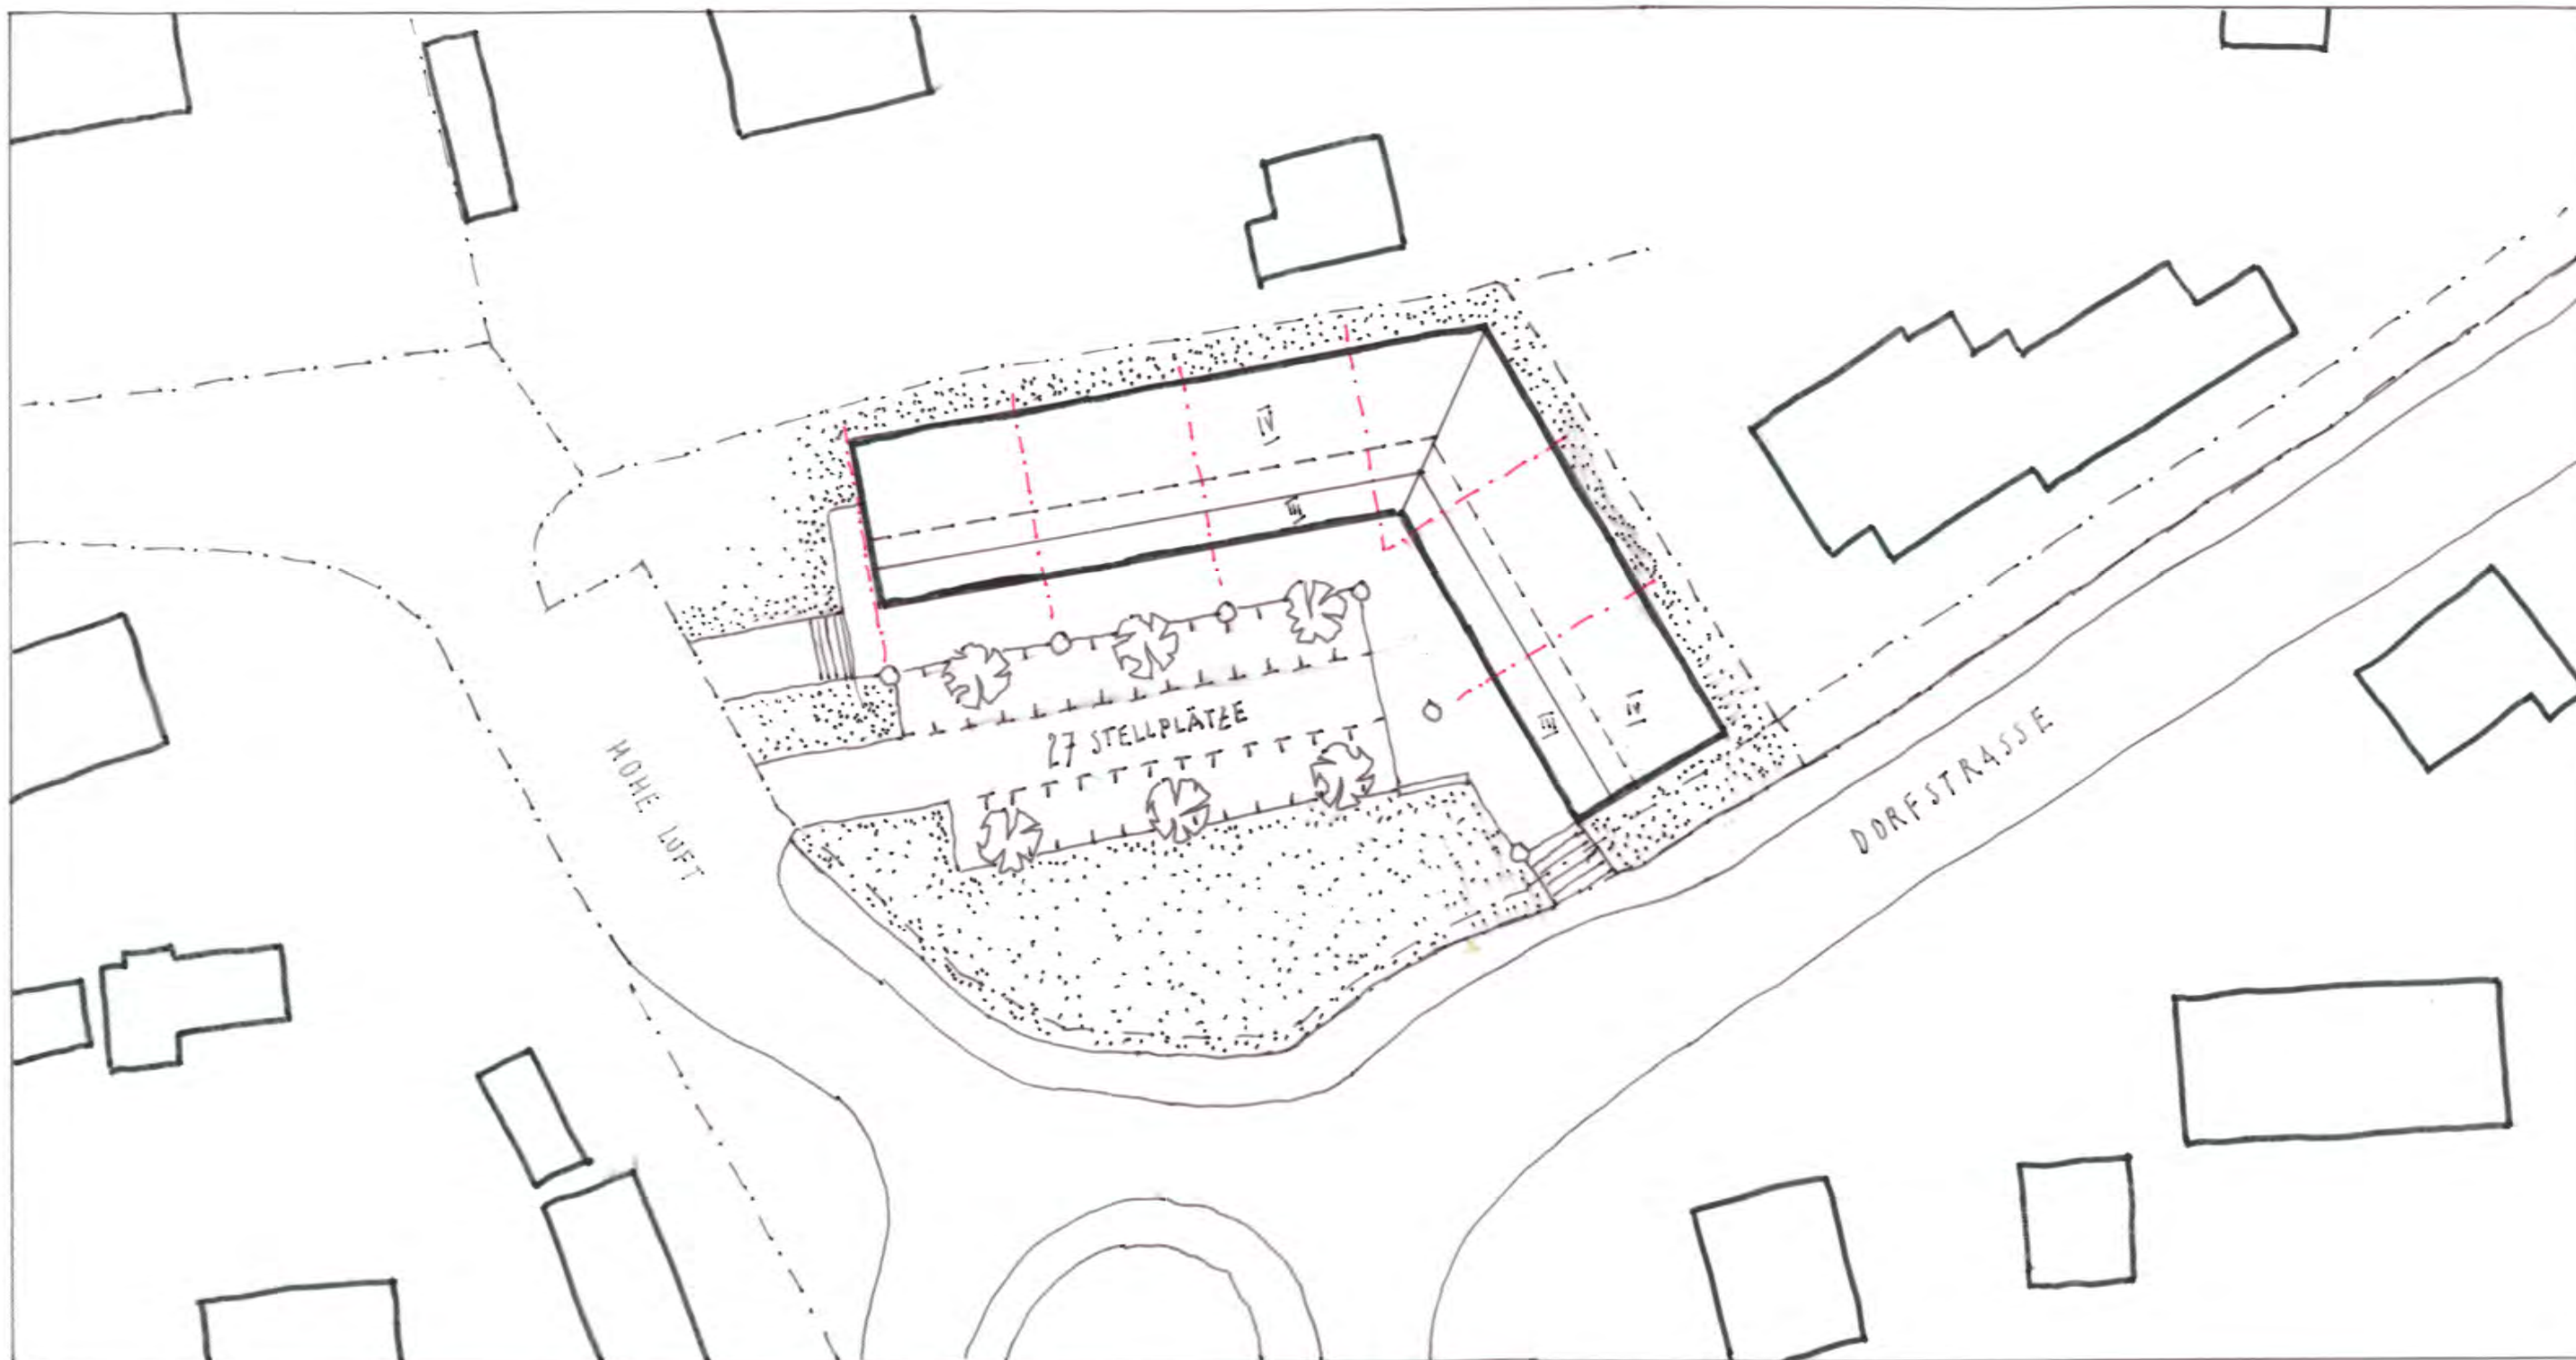 IV
III
27 STELLPLÄTZE
III
IV
HOHE LUFT
DORFSTRASSE